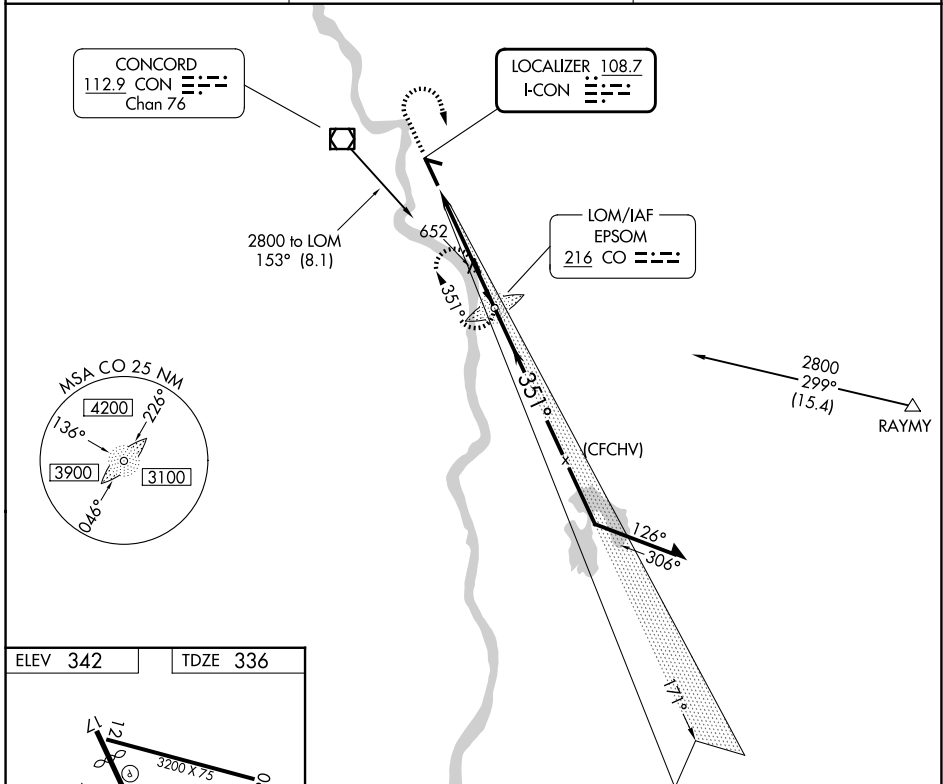 CONCORD
112.9 CON
Chan 76
LOCALIZER 108.7
I-CON
2800 to LOM
153° (8.1)
652
LOM/IAF
EPSOM
216 CO
351°
351°
2800
299°
(15.4)
RAYMY
MSA CO 25 NM
4200
226°
136°
3900
3100
046°
(CFCHV)
126°
306°
171°
ELEV 342
TDZE 336
17
12
3200 X 75
P